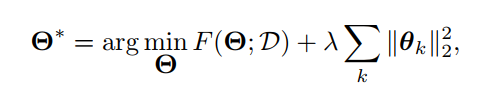 Θ* = arg min_Θ F(Θ; 𝒟) + λ ∑_k ‖θ_k‖₂²,